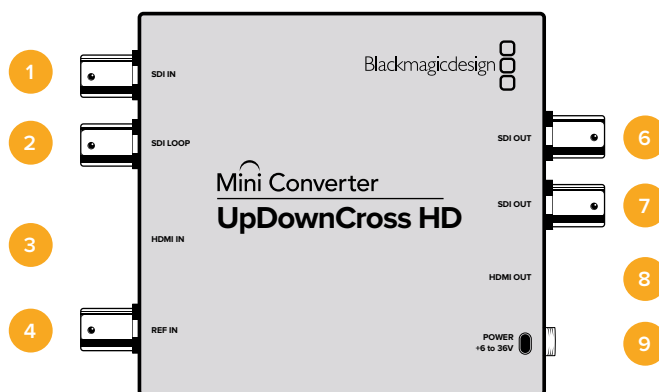 1
SDI IN
Blackmagicdesign
2
SDI LOOP
SDI OUT
6
Mini Converter
UpDownCross HD
SDI OUT
7
3
HDMI IN
HDMI OUT
8
4
REF IN
POWER
+6 to 36V
9